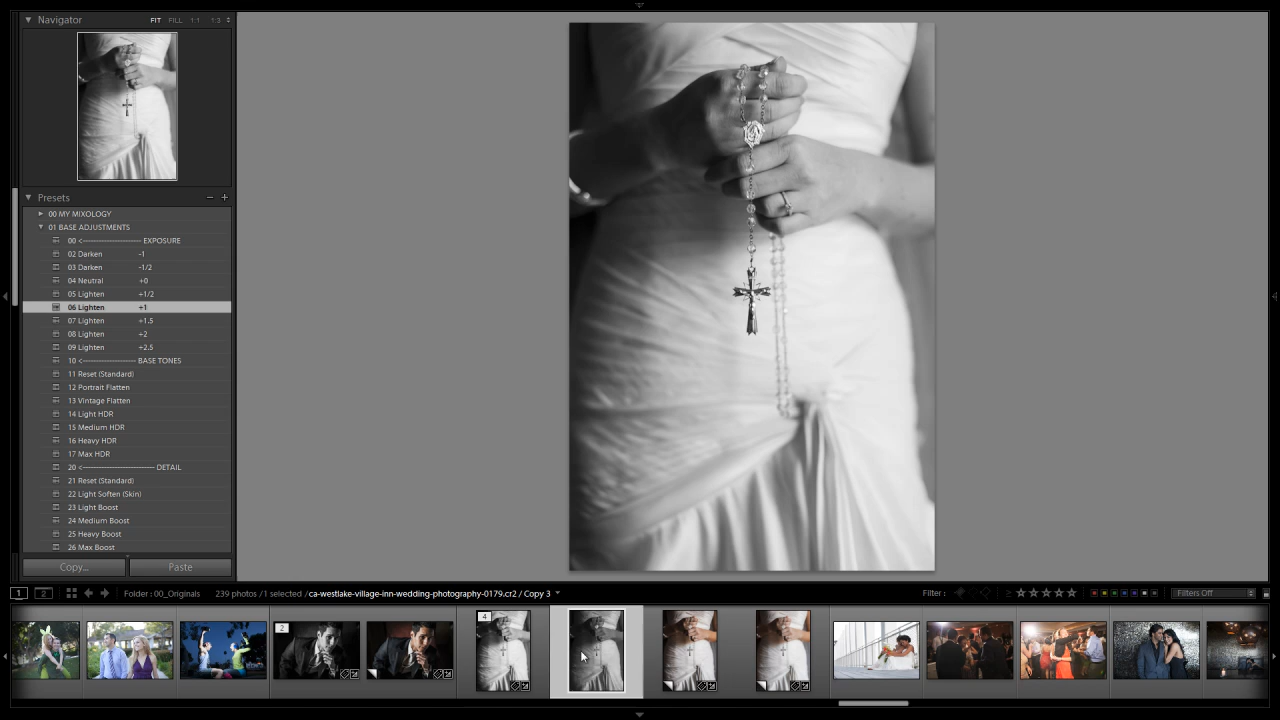 Navigator FIT FILL 1:1 1:3
Presets
00 MY MIXOLOGY
01 BASE ADJUSTMENTS
00 <-------------------- EXPOSURE
02 Darken -1
03 Darken -1/2
04 Neutral +0
05 Lighten +1/2
06 Lighten +1
07 Lighten +1.5
08 Lighten +2
09 Lighten +2.5
10 <-------------------- BASE TONES
11 Reset (Standard)
12 Portrait Flatten
13 Vintage Flatten
14 Light HDR
15 Medium HDR
16 Heavy HDR
17 Max HDR
20 <-------------------------- DETAIL
21 Reset (Standard)
22 Light Soften (Skin)
23 Light Boost
24 Medium Boost
25 Heavy Boost
26 Max Boost
Copy... Paste
1 2 Folder : 00_Originals 239 photos /1 selected /ca-westlake-village-inn-wedding-photography-0179.cr2 / Copy 3 Filter : Filters Off
2 4